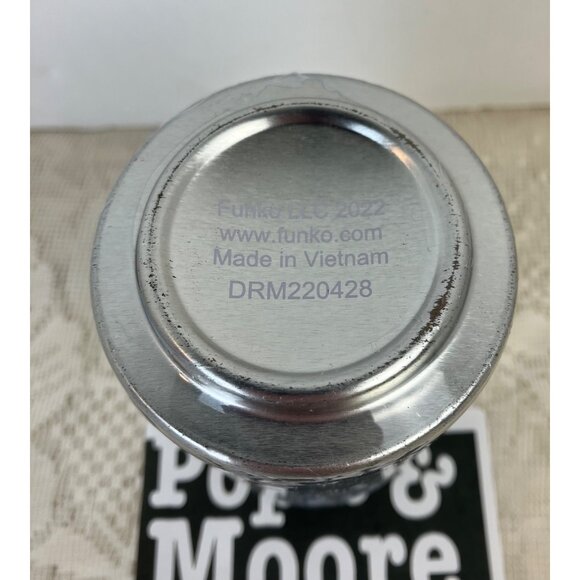 Funko LLC 2022
www.funko.com
Made in Vietnam
DRM220428
Pop's &
Moore